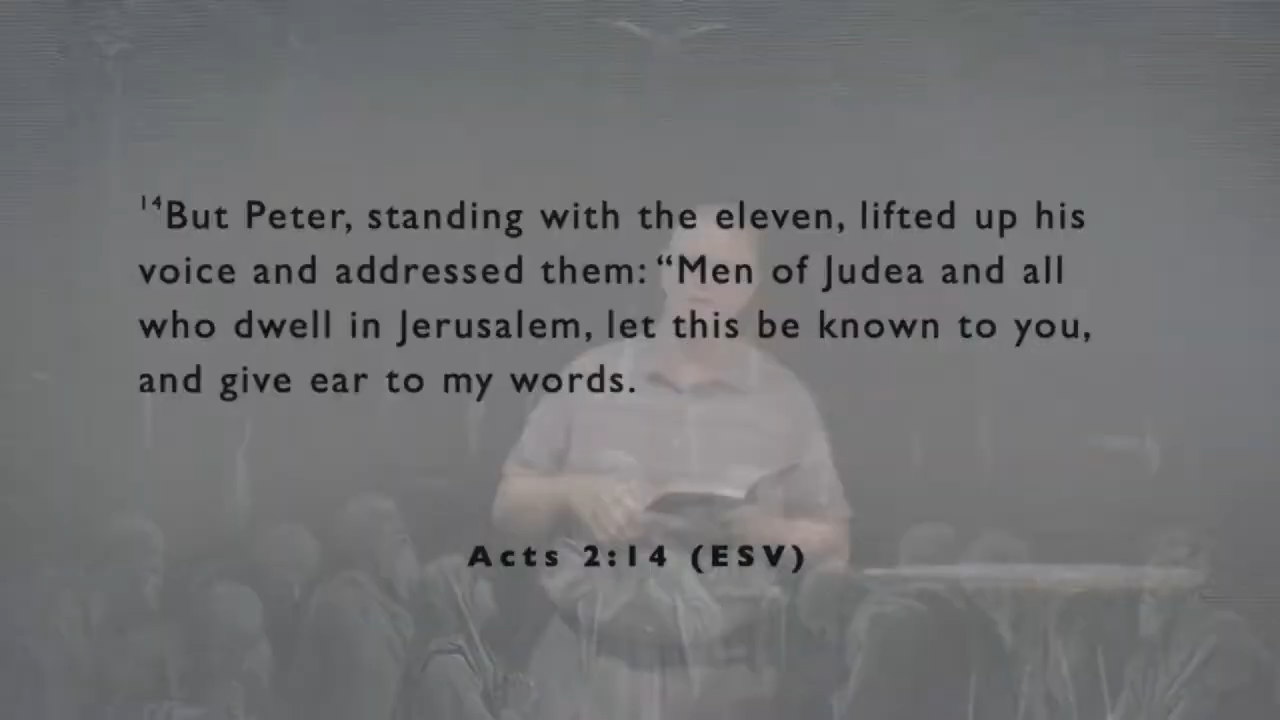 ¹⁴But Peter, standing with the eleven, lifted up his
voice and addressed them: “Men of Judea and all
who dwell in Jerusalem, let this be known to you,
and give ear to my words.
Acts 2:14 (ESV)